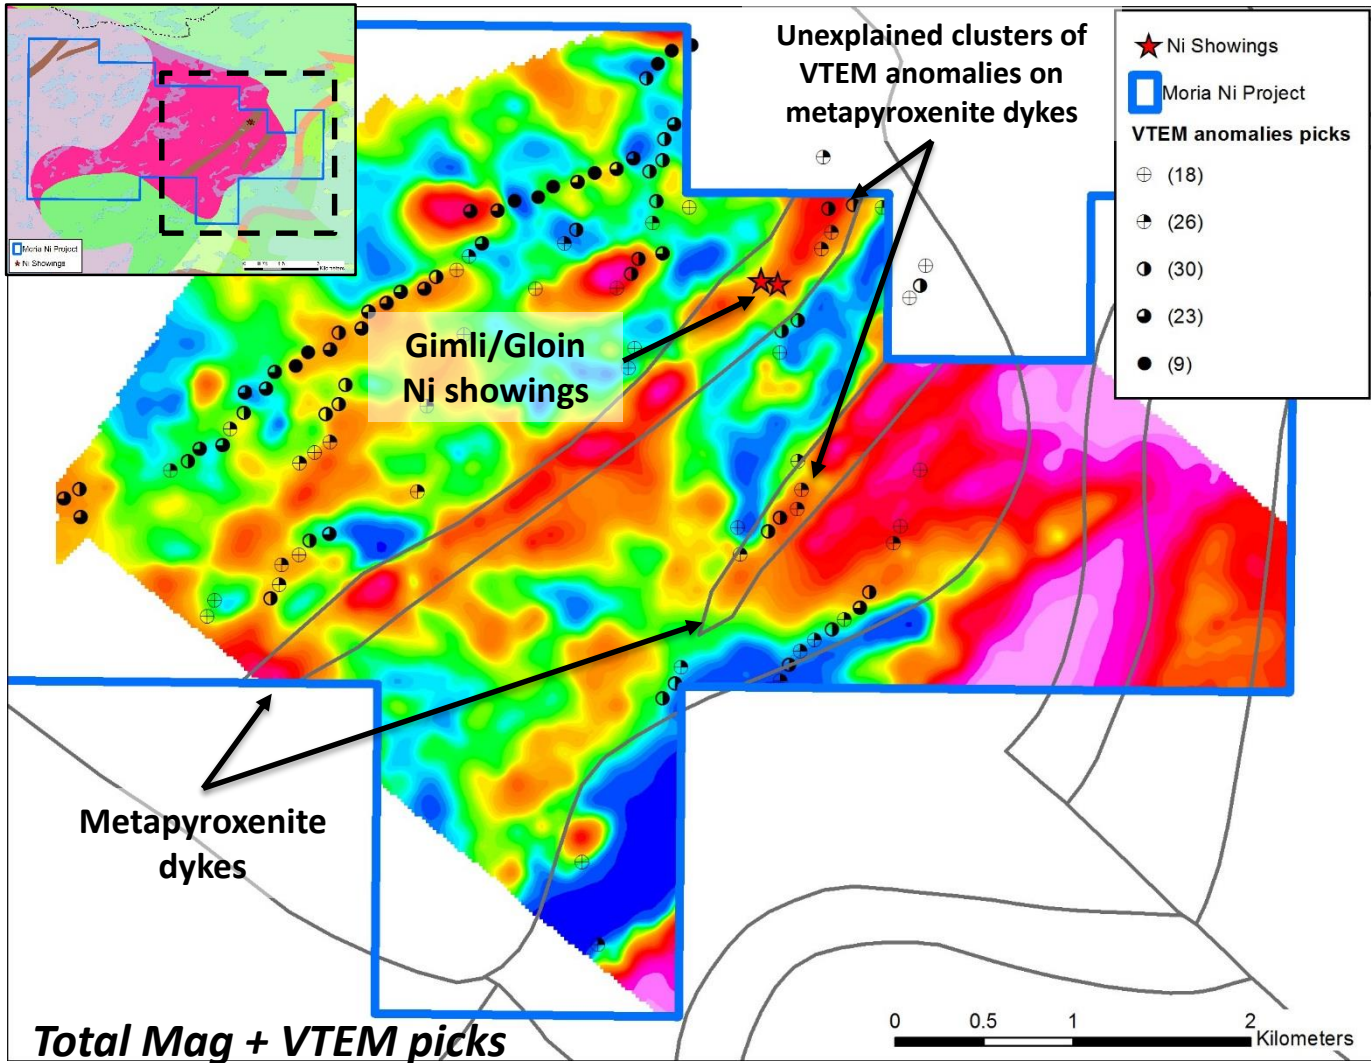 Unexplained clusters of
VTEM anomalies on
metapyroxenite dykes
Ni Showings
Moria Ni Project
VTEM anomalies picks
(18)
(26)
(30)
(23)
(9)
Moria Ni Project
Ni Showings
Kilometers
Gimli/Gloin
Ni showings
Metapyroxenite
dykes
Total Mag + VTEM picks
0 0.5 1 2
Kilometers